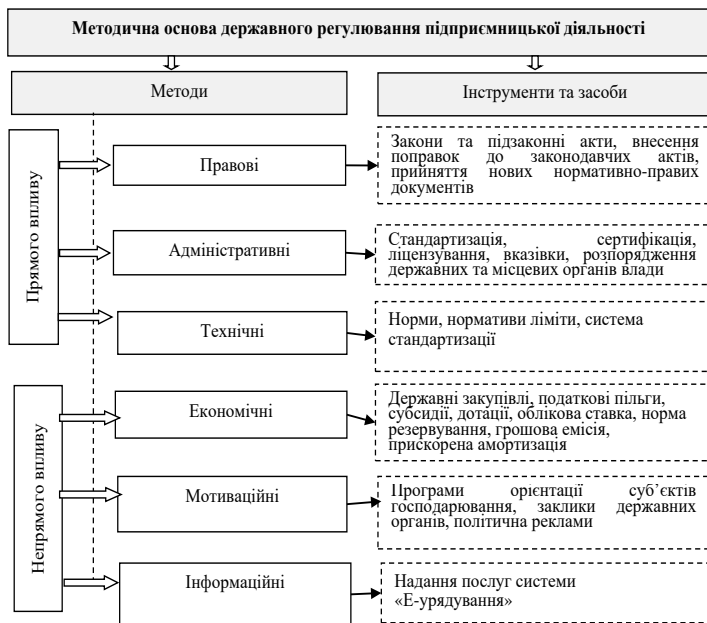 Методична основа державного регулювання підприємницької діяльності
Методи
Інструменти та засоби
Прямого впливу
Правові
Закони та підзаконні акти, внесення
поправок до законодавчих актів,
прийняття нових нормативно-правих
документів
Адміністративні
Стандартизація, сертифікація,
ліцензування, вказівки, розпорядження
державних та місцевих органів влади
Технічні
Норми, нормативи ліміти, система
стандартизації
Непрямого впливу
Економічні
Державні закупівлі, податкові пільги,
субсидії, дотації, облікова ставка, норма
резервування, грошова емісія,
прискорена амортизація
Мотиваційні
Програми орієнтації суб’єктів
господарювання, заклики державних
органів, політична реклами
Інформаційні
Надання послуг системи
«Е-урядування»